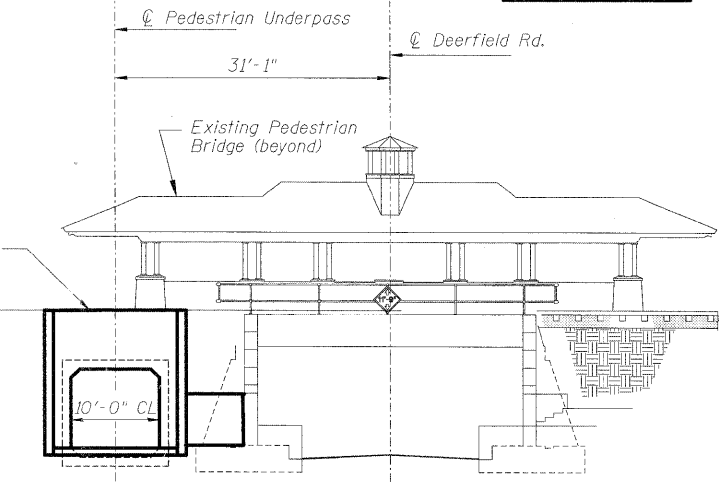 ℄ Pedestrian Underpass
℄ Deerfield Rd.
31'-1"
Existing Pedestrian
Bridge (beyond)
10'-0" CL